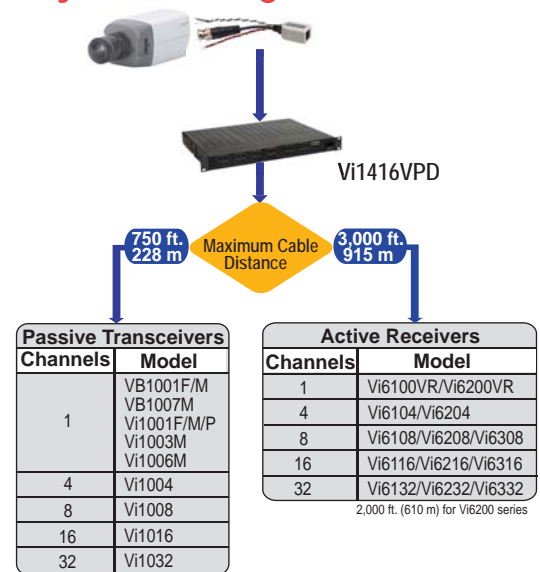 Vi1416VPD
750 ft.
228 m
Maximum Cable
Distance
3,000 ft.
915 m
Passive Transceivers
Channels Model
1
VB1001F/M
VB1007M
Vi1001F/M/P
Vi1003M
Vi1006M
4 Vi1004
8 Vi1008
16 Vi1016
32 Vi1032
Active Receivers
Channels Model
1 Vi6100VR/Vi6200VR
4 Vi6104/Vi6204
8 Vi6108/Vi6208/Vi6308
16 Vi6116/Vi6216/Vi6316
32 Vi6132/Vi6232/Vi6332
2,000 ft. (610 m) for Vi6200 series